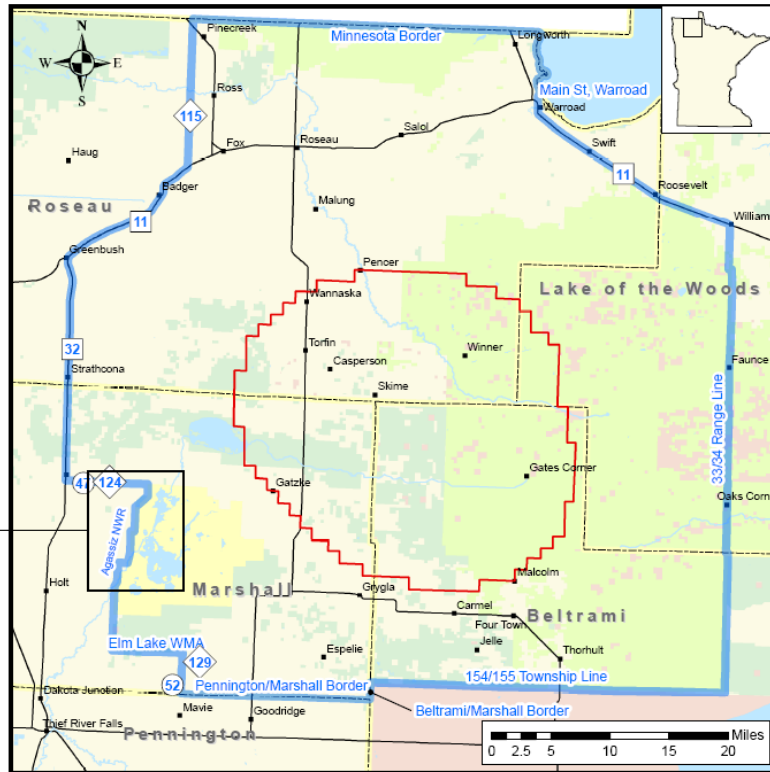 Pinecreek
Minnesota Border
Longworth
N
W E
S
Ross
Main St, Warroad
Warroad
115
Haug
Fox
Roseau
Salol
Swift
11
Roosevelt
Badger
Roseau
11
Malung
William
Greenbush
Pencer
Lake of the Woods
Wannaska
32
Torfin
Winner
Casperson
Faunce
Strathcona
Skime
33/34 Range Line
Gates Corner
47
124
Gatzke
Oaks Corn
Agassiz NWR
Holt
Marshall
Malcolm
Grygla
Carmel
Beltrami
Four Town
Elm Lake WMA
129
Espelie
Jelle
Thorhult
154/155 Township Line
52
Pennington/Marshall Border
Dakota Junction
Mavie
Goodridge
Beltrami/Marshall Border
Thief River Falls
Pennington
Miles
0 2.5 5 10 15 20